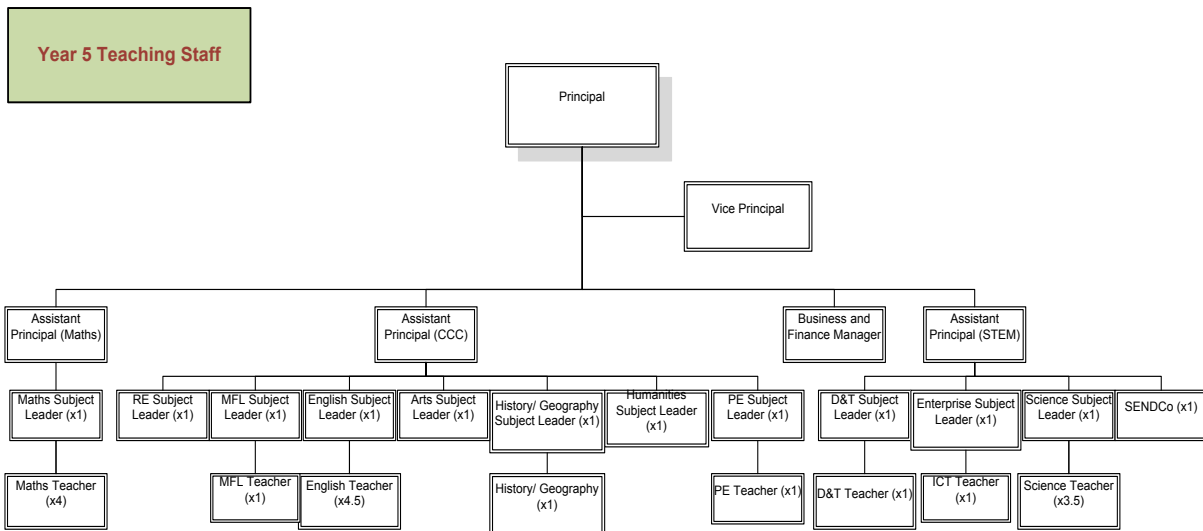 Year 5 Teaching Staff
Principal
Vice Principal
Assistant
Principal (Maths)
Assistant
Principal (CCC)
Business and
Finance Manager
Assistant
Principal (STEM)
Maths Subject
Leader (x1)
RE Subject
Leader (x1)
MFL Subject
Leader (x1)
English Subject
Leader (x1)
Arts Subject
Leader (x1)
History/ Geography
Subject Leader (x1)
Humanities
Subject Leader
(x1)
PE Subject
Leader (x1)
D&T Subject
Leader (x1)
Enterprise Subject
Leader (x1)
Science Subject
Leader (x1)
SENDCo (x1)
Maths Teacher
(x4)
MFL Teacher
(x1)
English Teacher
(x4.5)
History/ Geography
(x1)
PE Teacher (x1)
D&T Teacher (x1)
ICT Teacher
(x1)
Science Teacher
(x3.5)